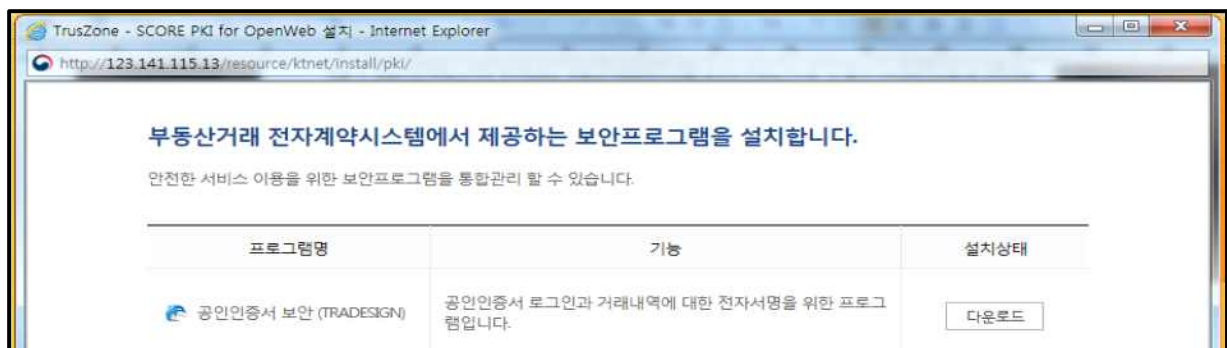 TrusZone - SCORE PKI for OpenWeb 설치 - Internet Explorer
http://123.141.115.13/resource/ktnet/install/pki/
부동산거래 전자계약시스템에서 제공하는 보안프로그램을 설치합니다.
안전한 서비스 이용을 위한 보안프로그램을 통합관리 할 수 있습니다.
프로그램명 기능 설치상태
공인인증서 보안 (TRADESIGN) 공인인증서 로그인과 거래내역에 대한 전자서명을 위한 프로그 다운로드
램입니다.